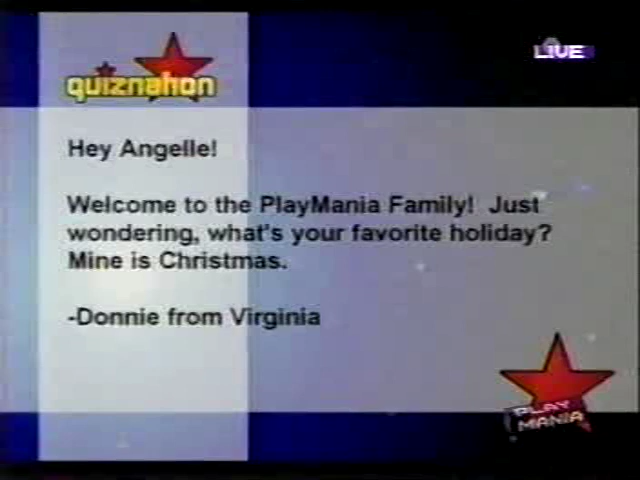 LIVE
quiznation
Hey Angelle!
Welcome to the PlayMania Family! Just
wondering, what's your favorite holiday?
Mine is Christmas.
-Donnie from Virginia
PLAY
MANIA